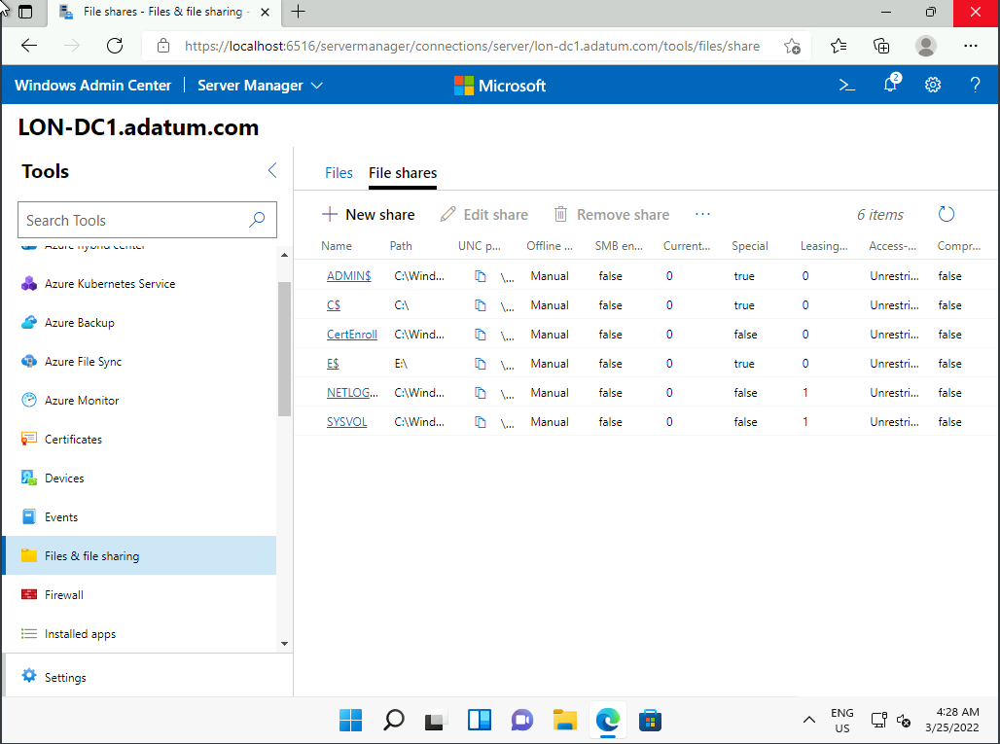 File shares - Files & file sharing -
https://localhost:6516/servermanager/connections/server/lon-dc1.adatum.com/tools/files/share
Windows Admin Center | Server Manager
Microsoft
2
LON-DC1.adatum.com
Tools
Search Tools
Azure hybrid center
Azure Kubernetes Service
Azure Backup
Azure File Sync
Azure Monitor
Certificates
Devices
Events
Files & file sharing
Firewall
Installed apps
Settings
Files File shares
New share Edit share Remove share ... 6 items
Name Path UNC p... Offline ... SMB en... Current... Special Leasing... Access-... Compr...
ADMIN$ C:\Wind... \... Manual false 0 true 0 Unrestri... false
C$ C:\ \... Manual false 0 true 0 Unrestri... false
CertEnroll C:\Wind... \... Manual false 0 false 0 Unrestri... false
E$ E:\ \... Manual false 0 true 0 Unrestri... false
NETLOG... C:\Wind... \... Manual false 0 false 1 Unrestri... false
SYSVOL C:\Wind... \... Manual false 0 false 1 Unrestri... false
ENG
US
4:28 AM
3/25/2022